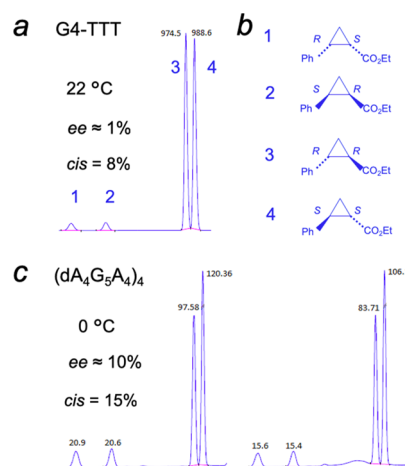 a
G4-TTT
974.5
988.6
3
4
22 °C
ee ≈ 1%
cis = 8%
1
2
b
1
R
S
Ph
CO₂Et
2
S
R
Ph
CO₂Et
3
R
R
Ph
CO₂Et
4
S
S
Ph
CO₂Et
c
(dA₄G₅A₄)₄
120.36
97.58
0 °C
ee ≈ 10%
cis = 15%
20.9
20.6
106.
83.71
15.6
15.4